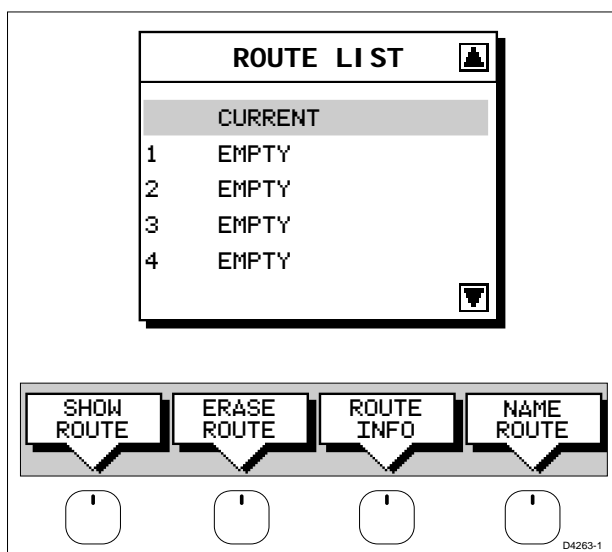 ROUTE LIST
CURRENT
1 EMPTY
2 EMPTY
3 EMPTY
4 EMPTY
SHOW ROUTE
ERASE ROUTE
ROUTE INFO
NAME ROUTE
D4263-1